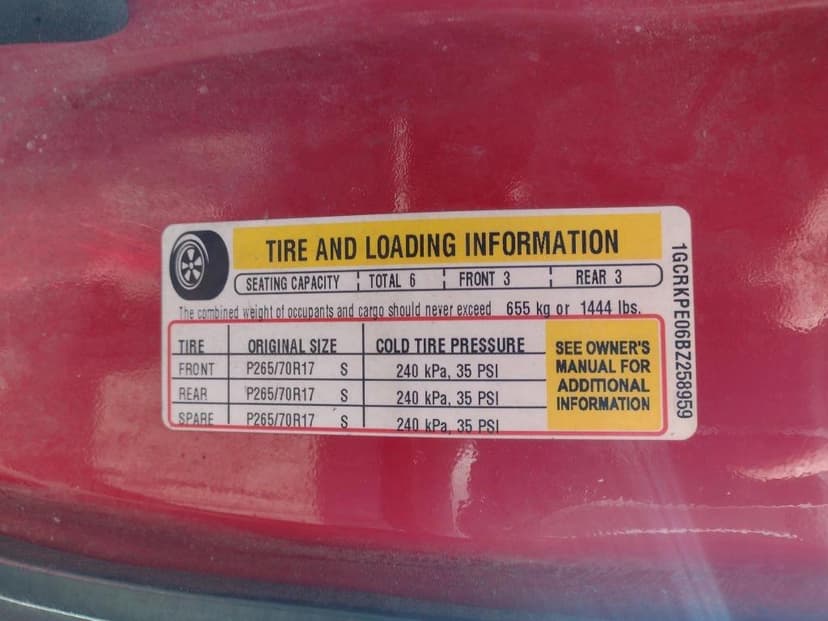 TIRE AND LOADING INFORMATION
SEATING CAPACITY TOTAL 6 FRONT 3 REAR 3
The combined weight of occupants and cargo should never exceed 655 kg or 1444 lbs.
TIRE ORIGINAL SIZE COLD TIRE PRESSURE
FRONT P265/70R17 S 240 kPa, 35 PSI
REAR P265/70R17 S 240 kPa, 35 PSI
SPARE P265/70R17 S 240 kPa, 35 PSI
SEE OWNER'S
MANUAL FOR
ADDITIONAL
INFORMATION
1GCRKPE06BZ258959